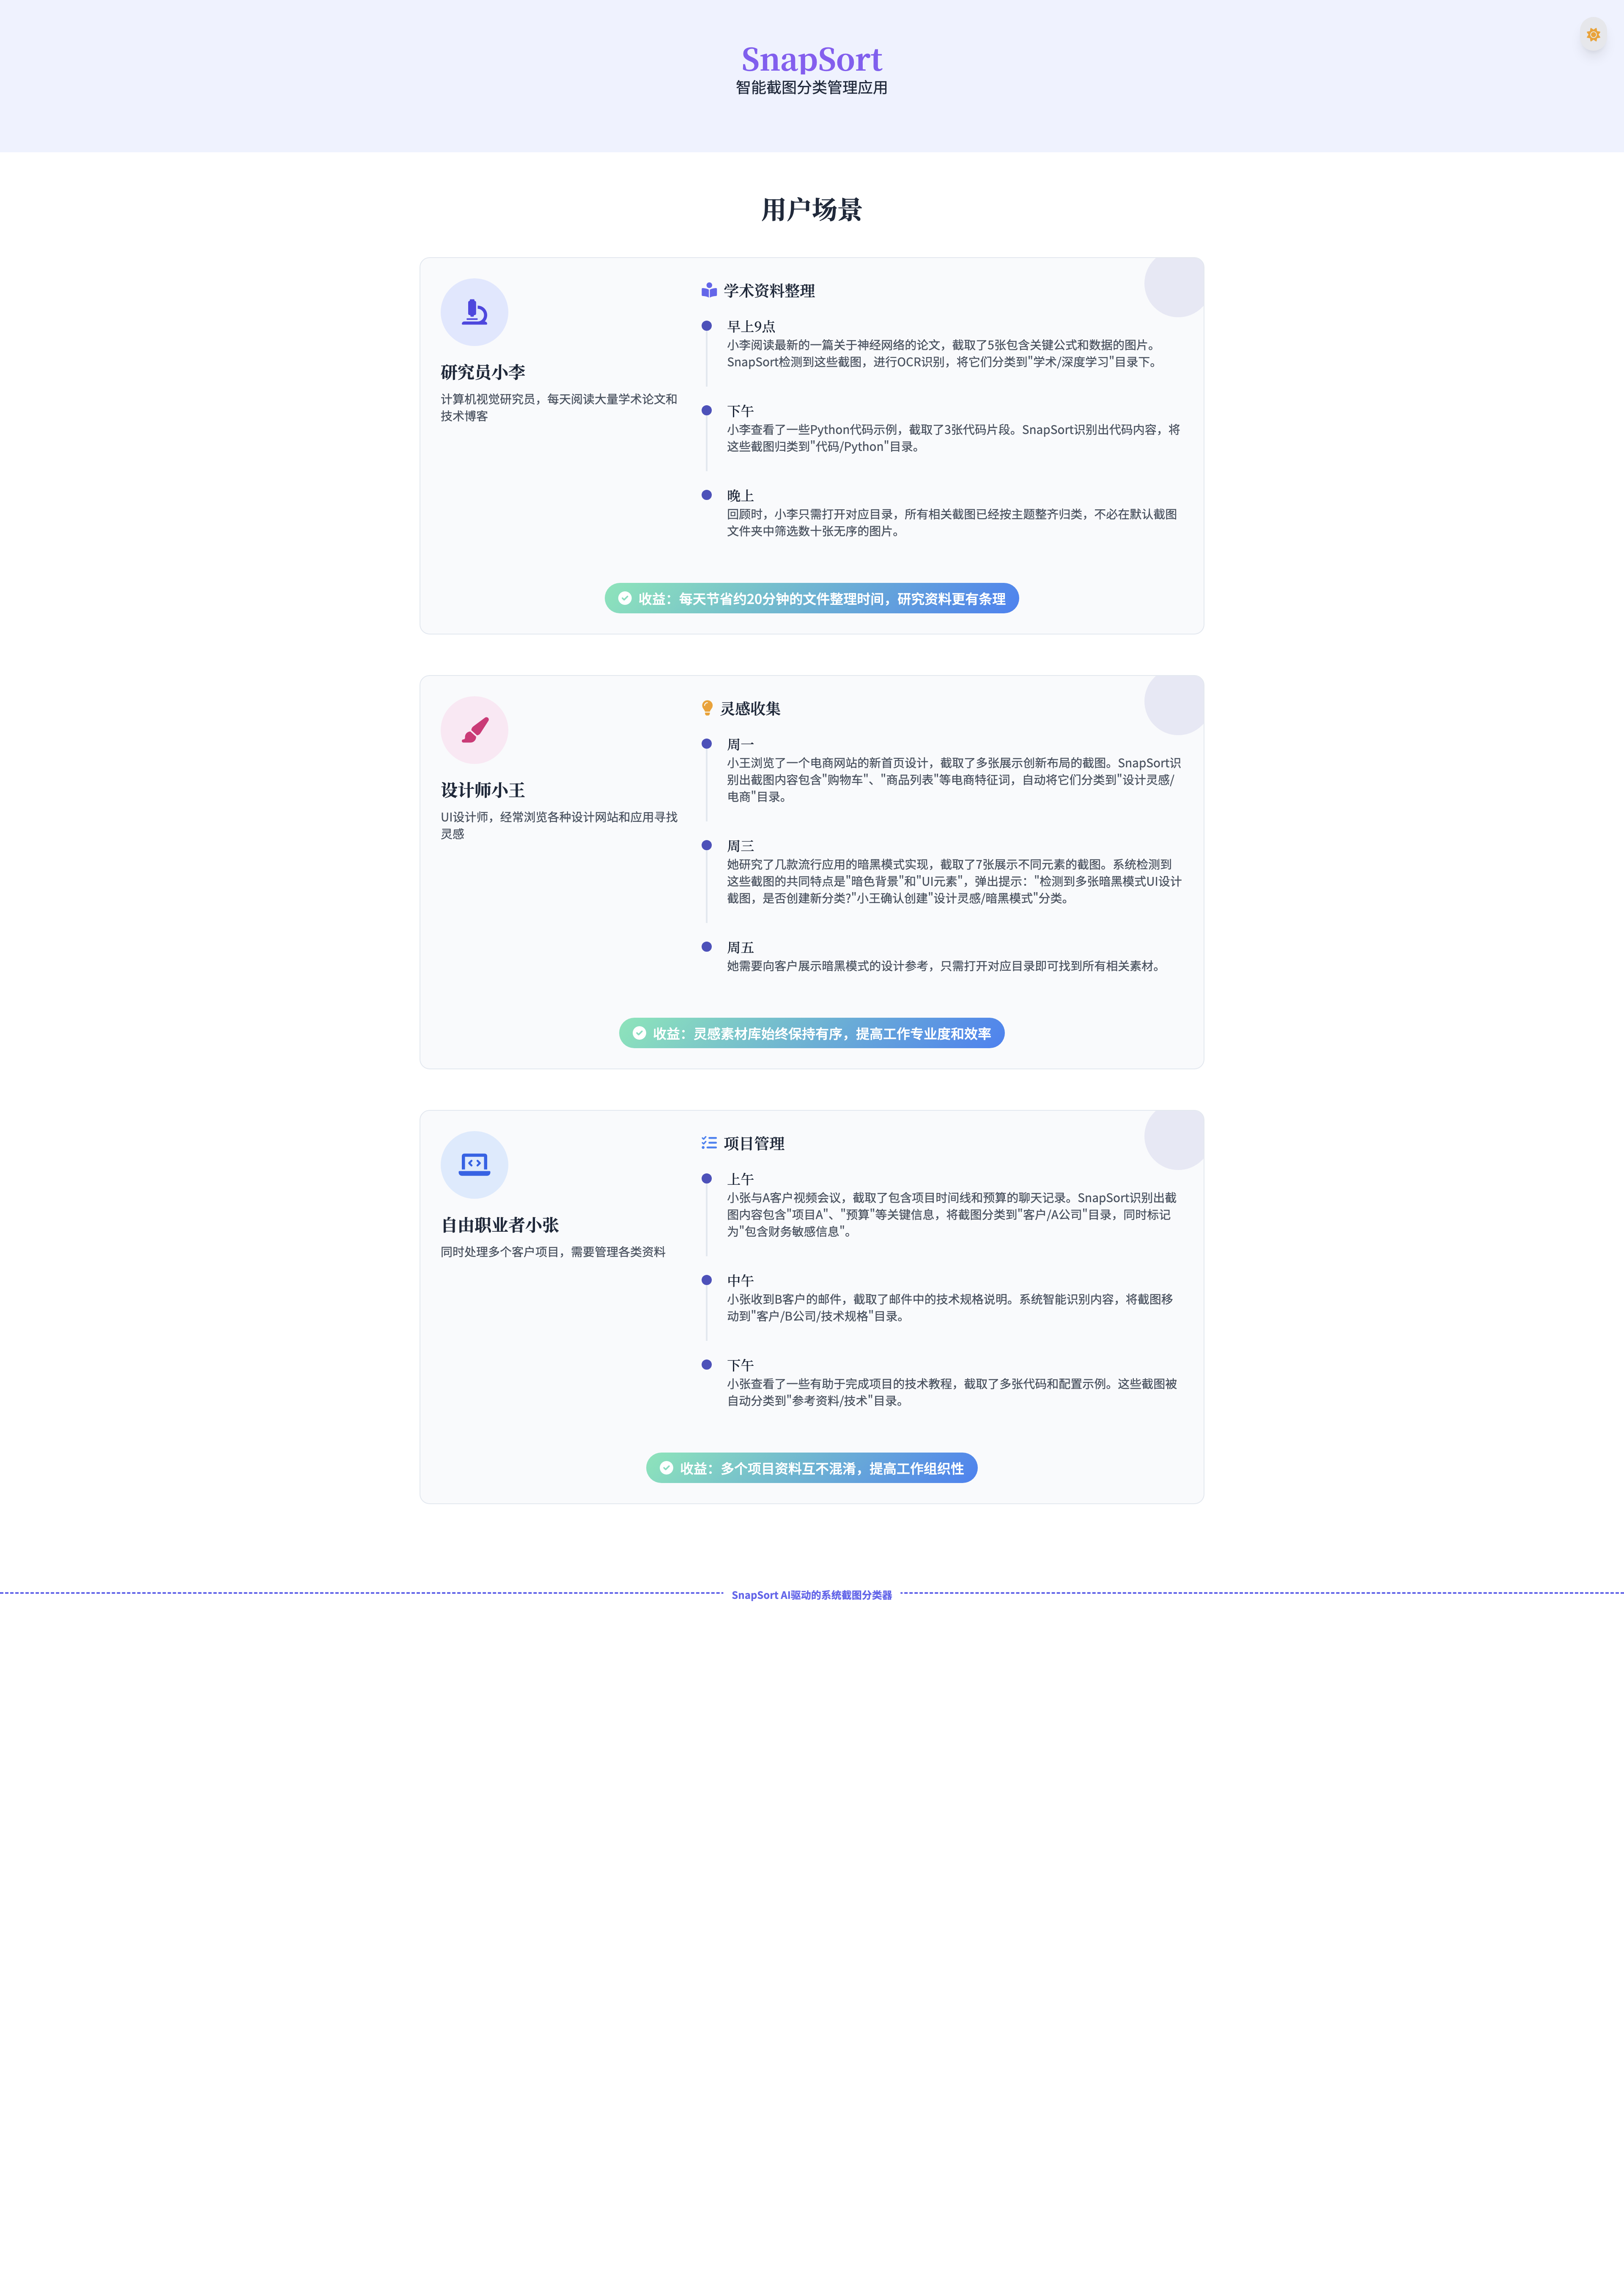 SnapSort
智能截图分类管理应用
用户场景
研究员小李
计算机视觉研究员，每天阅读大量学术论文和
技术博客
学术资料整理
早上9点
小李阅读最新的一篇关于神经网络的论文，截取了5张包含关键公式和数据的图片。
SnapSort检测到这些截图，进行OCR识别，将它们分类到"学术/深度学习"目录下。
下午
小李查看了一些Python代码示例，截取了3张代码片段。SnapSort识别出代码内容，将
这些截图归类到"代码/Python"目录。
晚上
回顾时，小李只需打开对应目录，所有相关截图已经按主题整齐归类，不必在默认截图
文件夹中筛选数十张无序的图片。
收益：每天节省约20分钟的文件整理时间，研究资料更有条理
设计师小王
UI设计师，经常浏览各种设计网站和应用寻找
灵感
灵感收集
周一
小王浏览了一个电商网站的新首页设计，截取了多张展示创新布局的截图。SnapSort识
别出截图内容包含"购物车"、"商品列表"等电商特征词，自动将它们分类到"设计灵感/
电商"目录。
周三
她研究了几款流行应用的暗黑模式实现，截取了7张展示不同元素的截图。系统检测到
这些截图的共同特点是"暗色背景"和"UI元素"，弹出提示："检测到多张暗黑模式UI设计
截图，是否创建新分类?"小王确认创建"设计灵感/暗黑模式"分类。
周五
她需要向客户展示暗黑模式的设计参考，只需打开对应目录即可找到所有相关素材。
收益：灵感素材库始终保持有序，提高工作专业度和效率
自由职业者小张
同时处理多个客户项目，需要管理各类资料
项目管理
上午
小张与A客户视频会议，截取了包含项目时间线和预算的聊天记录。SnapSort识别出截
图内容包含"项目A"、"预算"等关键信息，将截图分类到"客户/A公司"目录，同时标记
为"包含财务敏感信息"。
中午
小张收到B客户的邮件，截取了邮件中的技术规格说明。系统智能识别内容，将截图移
动到"客户/B公司/技术规格"目录。
下午
小张查看了一些有助于完成项目的技术教程，截取了多张代码和配置示例。这些截图被
自动分类到"参考资料/技术"目录。
收益：多个项目资料互不混淆，提高工作组织性
SnapSort AI驱动的系统截图分类器